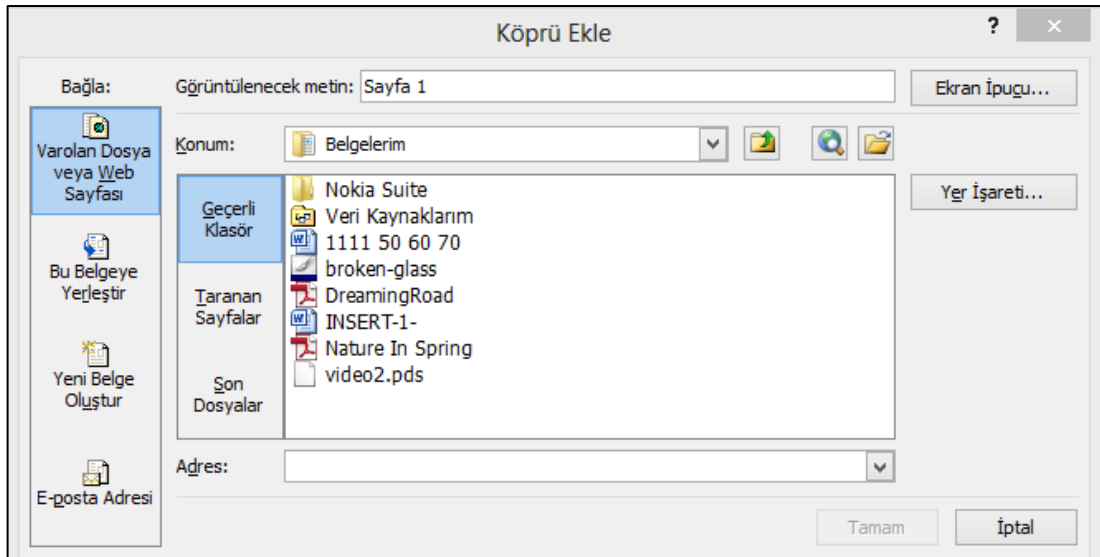 Köprü Ekle
?
×
Bağla:
Görüntülenecek metin: Sayfa 1
Ekran İpuçu...
Varolan Dosya
veya Web
Sayfası
Bu Belgeye
Yerleştir
Yeni Belge
Oluştur
E-posta Adresi
Konum: Belgelerim
Geçerli
Klasör
Taranan
Sayfalar
Son
Dosyalar
Nokia Suite
Veri Kaynaklarım
1111 50 60 70
broken-glass
DreamingRoad
INSERT-1-
Nature In Spring
video2.pds
Yer İşareti...
Adres:
Tamam
İptal